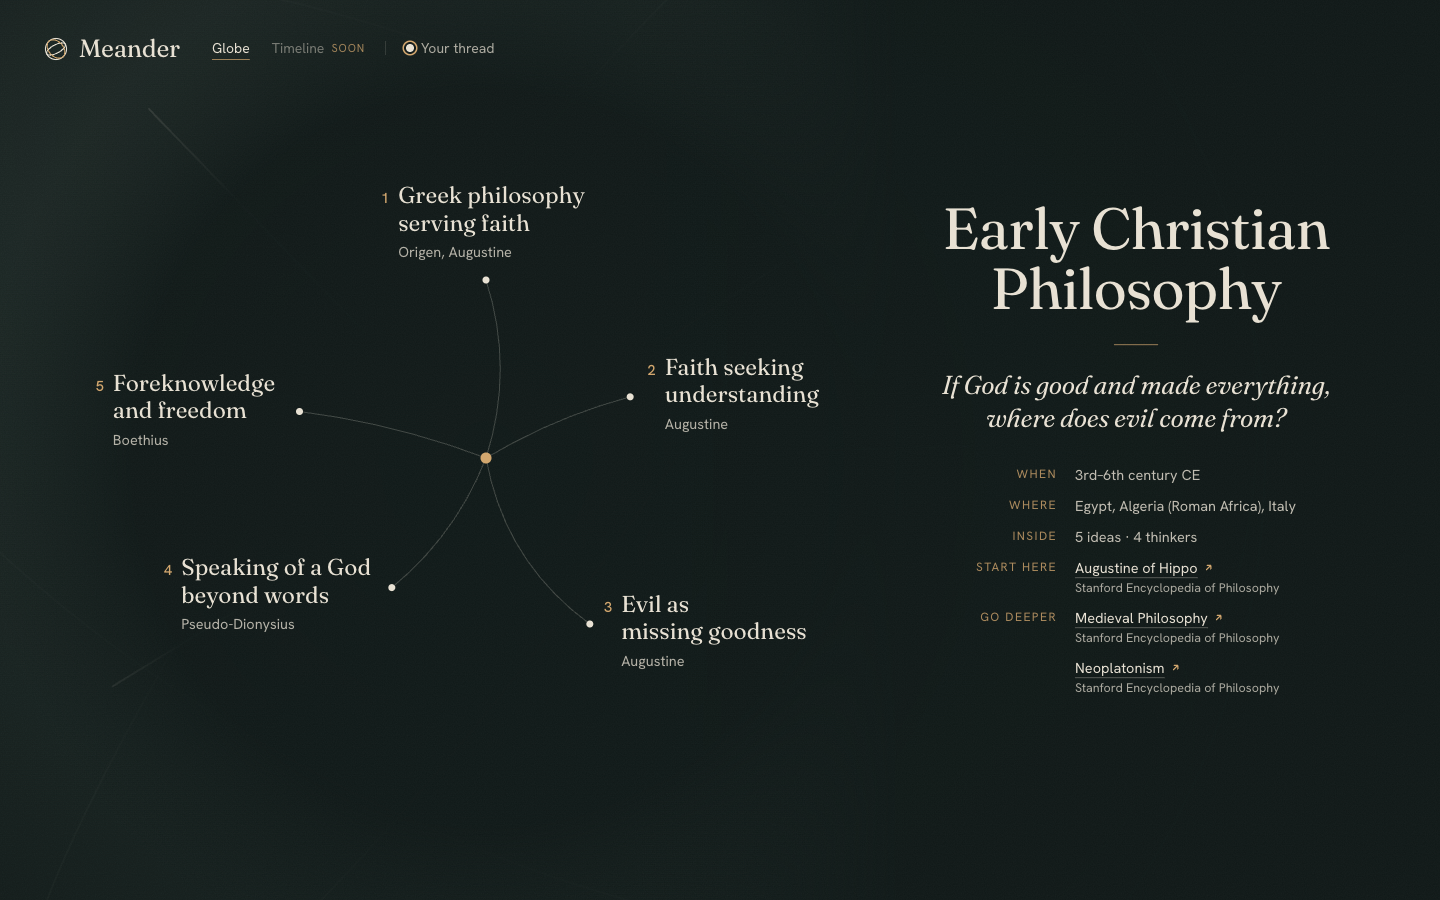 Meander
Globe
Timeline SOON
Your thread
1 Greek philosophy
serving faith
Origen, Augustine
2 Faith seeking
understanding
Augustine
3 Evil as
missing goodness
Augustine
4 Speaking of a God
beyond words
Pseudo-Dionysius
5 Foreknowledge
and freedom
Boethius
Early Christian
Philosophy
If God is good and made everything,
where does evil come from?
WHEN 3rd–6th century CE
WHERE Egypt, Algeria (Roman Africa), Italy
INSIDE 5 ideas · 4 thinkers
START HERE Augustine of Hippo ↗
Stanford Encyclopedia of Philosophy
GO DEEPER Medieval Philosophy ↗
Stanford Encyclopedia of Philosophy
Neoplatonism ↗
Stanford Encyclopedia of Philosophy